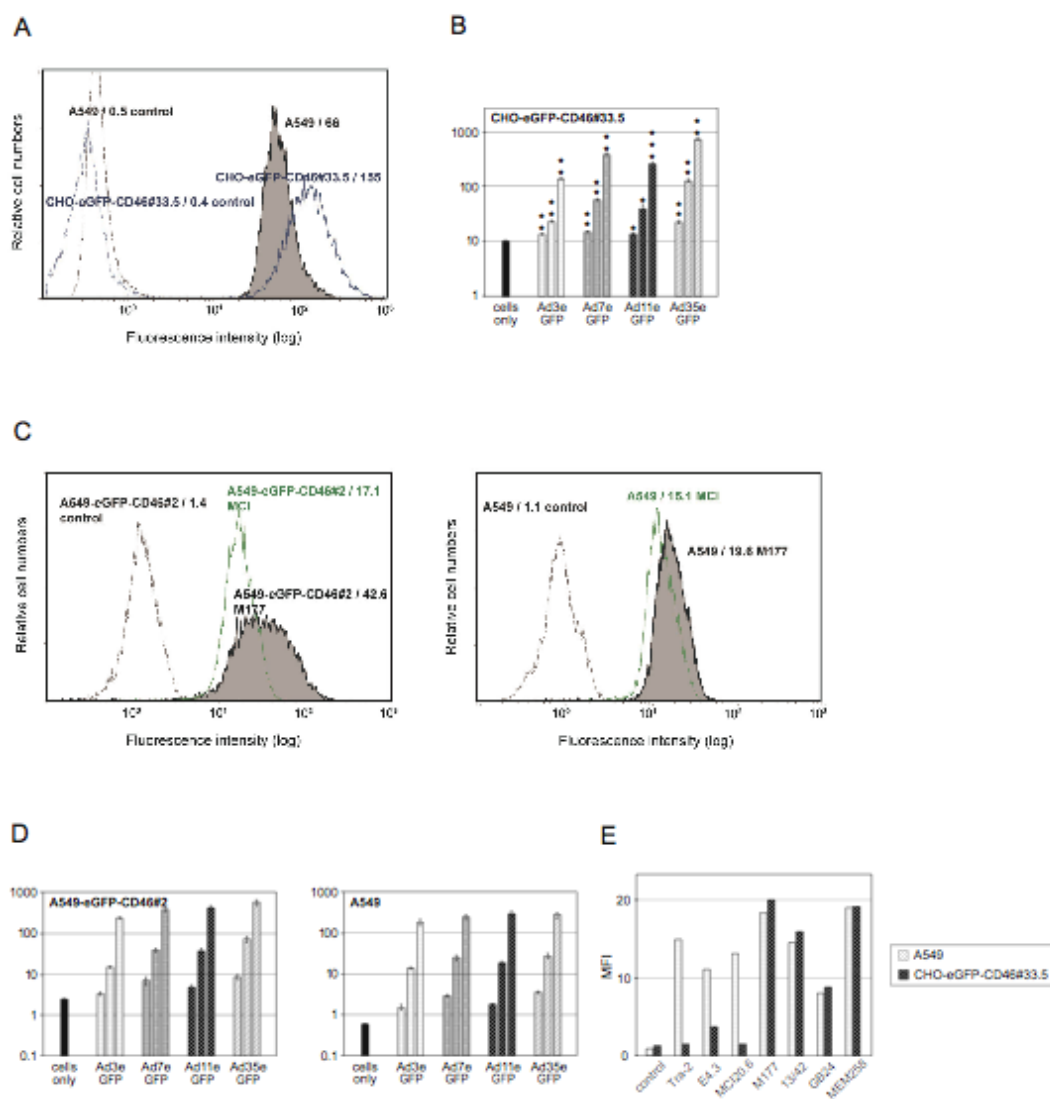 A
A549 / 0.5 control
A549 / 66
CHO-eGFP-CD46#33.5 / 155
CHO-eGFP-CD46#33.5 / 0.4 control
Relative cell numbers
Fluorescence intensity (log)
B
CHO-eGFP-CD46#33.5
1000
100
10
1
cells only
Ad3e GFP
Ad7e GFP
Ad11e GFP
Ad35e GFP
C
A549-eGFP-CD46#2 / 1.4
control
A549-eGFP-CD46#2 / 17.1
MCI
A549-eGFP-CD46#2 / 42.6
M177
Relative cell numbers
10⁰
10¹
Fluorescence intensity (log)
A549 / 1.1 control
A549 / 15.1 MCI
A549 / 19.6 M177
Relative cell numbers
10¹
Fluorescence intensity (log)
D
A549-eGFP-CD46#2
1000
100
10
1
0.1
cells only
Ad3e GFP
Ad7e GFP
Ad11e GFP
Ad35e GFP
A549
1000
100
10
1
0.1
cells only
Ad3e GFP
Ad7e GFP
Ad11e GFP
Ad35e GFP
E
MFI
20
10
0
control
Tra-2
E4.3
MCI20.6
M177
13/42
GB24
MEM258
A549
CHO-eGFP-CD46#33.5